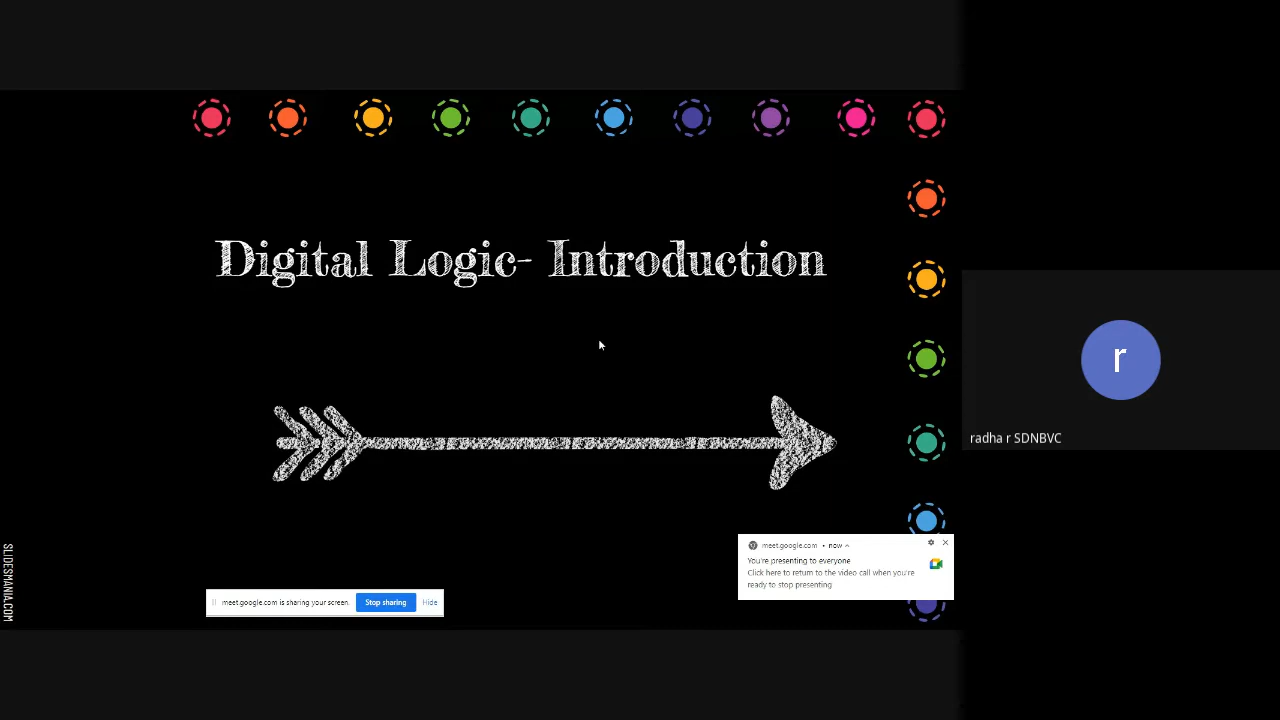 Digital Logic- Introduction
r
radha r SDNBVC
meet.google.com • now
You're presenting to everyone
Click here to return to the video call when you're
ready to stop presenting
meet.google.com is sharing your screen.
Stop sharing
Hide
SLIDESMANIA.COM